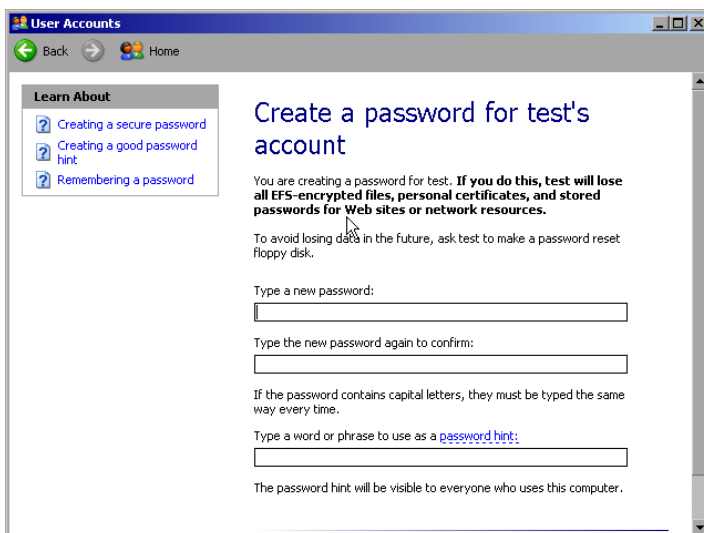 User Accounts
Back Home
Learn About
Creating a secure password
Creating a good password
hint
Remembering a password
Create a password for test's
account
You are creating a password for test. If you do this, test will lose
all EFS-encrypted files, personal certificates, and stored
passwords for Web sites or network resources.
To avoid losing data in the future, ask test to make a password reset
floppy disk.
Type a new password:
Type the new password again to confirm:
If the password contains capital letters, they must be typed the same
way every time.
Type a word or phrase to use as a password hint:
The password hint will be visible to everyone who uses this computer.